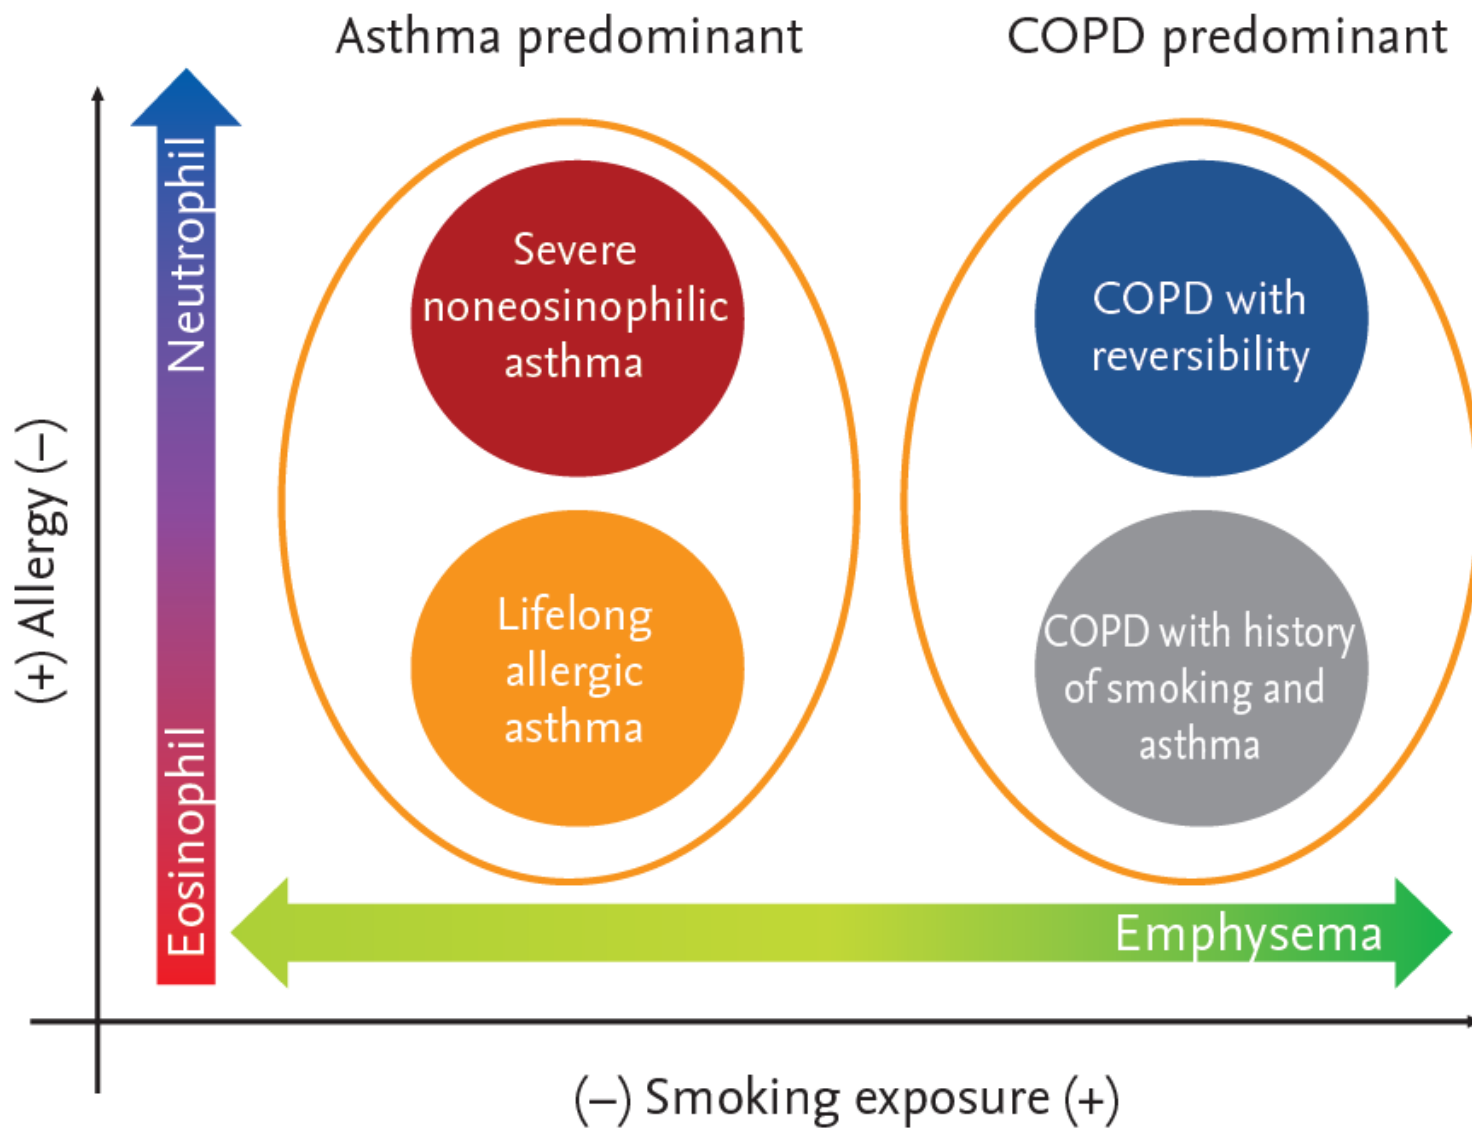 Asthma predominant
COPD predominant
Neutrophil
Eosinophil
(+) Allergy (–)
Severe
noneosinophilic
asthma
COPD with
reversibility
Lifelong
allergic
asthma
COPD with history
of smoking and
asthma
Emphysema
(–) Smoking exposure (+)